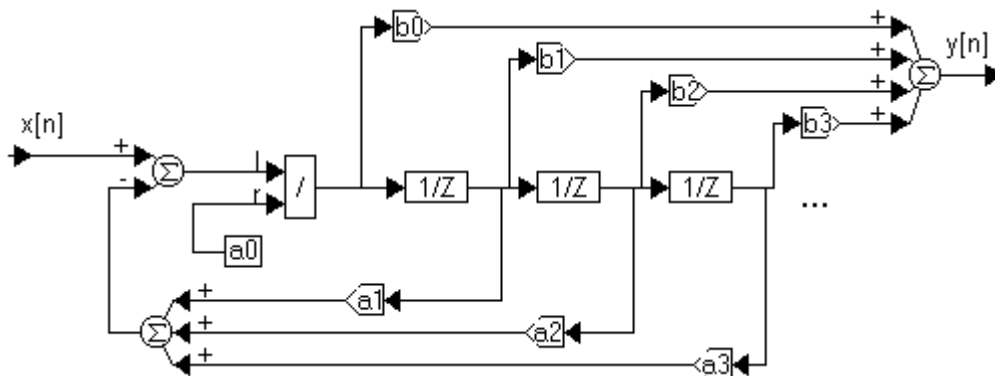 b0 + y[n]
b1 +
Σ
b2 +
x[n] b3 +
+ l
Σ / 1/Z 1/Z 1/Z
- r ...
a0
+ a1
Σ + a2
+ a3